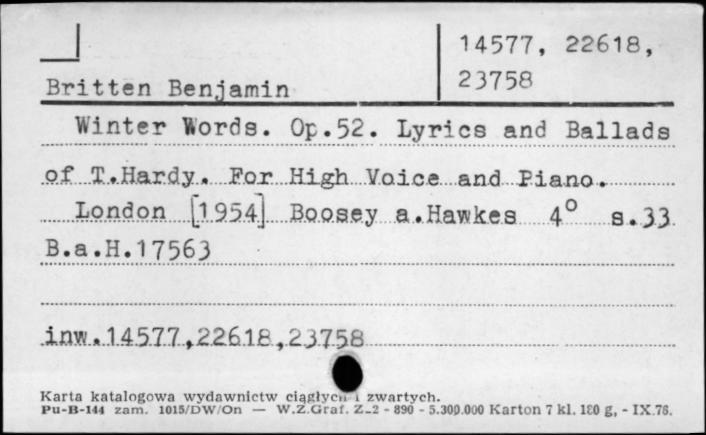 14577, 22618,
23758
Britten Benjamin
Winter Words. Op.52. Lyrics and Ballads
of T.Hardy. For High Voice and Piano.
London [1954] Boosey a.Hawkes 4° s.33
B.a.H.17563
inw.14577,22618,23758
Karta katalogowa wydawnictw ciągłych i zwartych.
Pu-B-144 zam. 1015/DW/On — W.Z.Graf. Z-2 - 890 - 5.300.000 Karton 7 kl. 180 g, - IX.76.